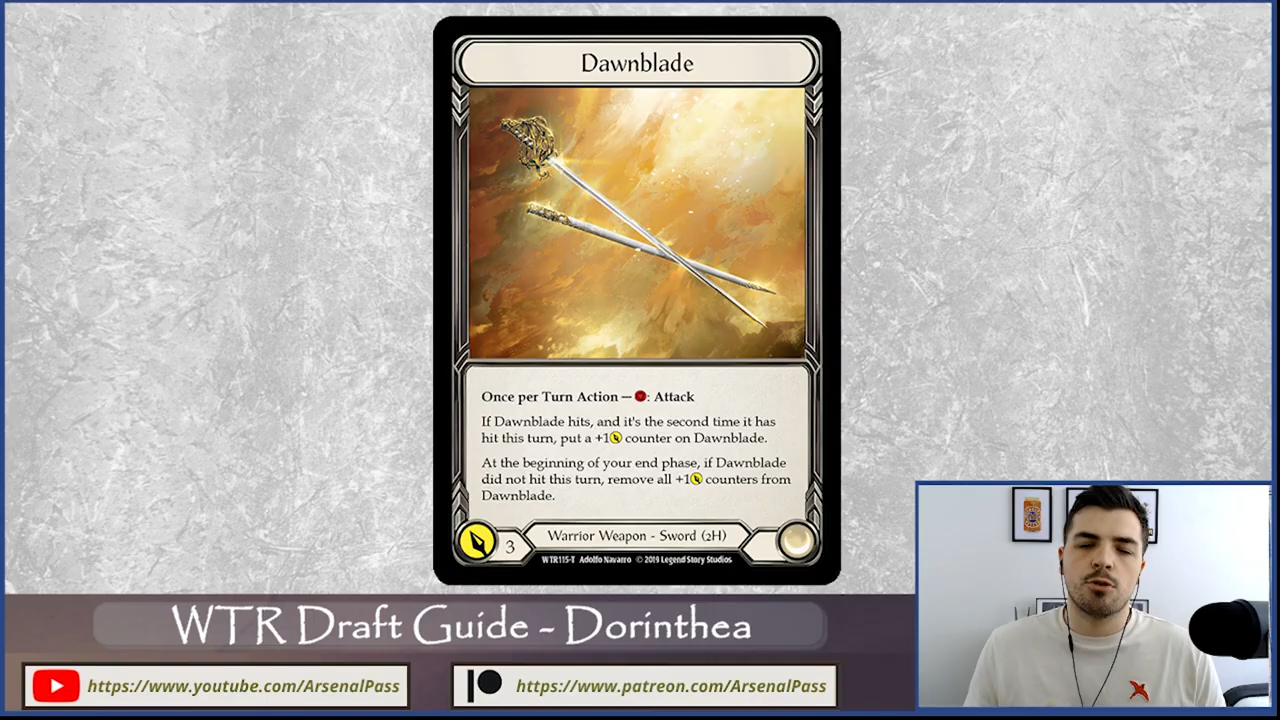 Dawnblade
Once per Turn Action — : Attack
If Dawnblade hits, and it's the second time it has
hit this turn, put a +1 counter on Dawnblade.
At the beginning of your end phase, if Dawnblade
did not hit this turn, remove all +1 counters from
Dawnblade.
3
Warrior Weapon - Sword (2H)
WTR115-T Adolfo Navarro © 2019 Legend Story Studios
WTR Draft Guide - Dorinthea
https://www.youtube.com/ArsenalPass
https://www.patreon.com/ArsenalPass